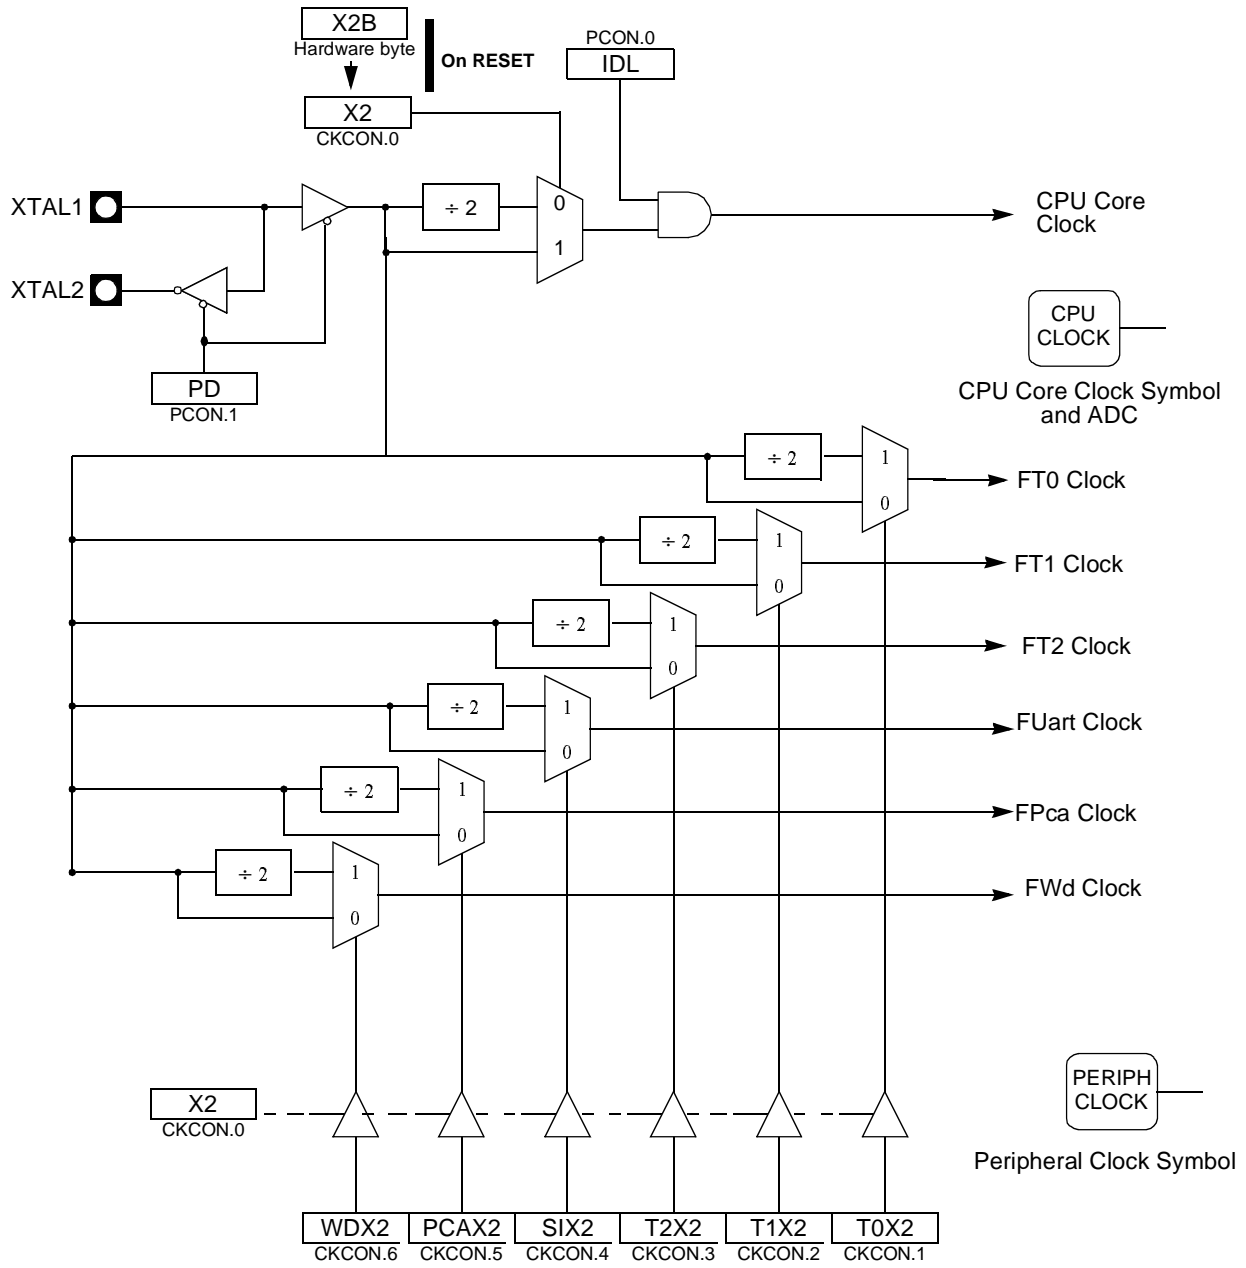 X2B
Hardware byte
On RESET
PCON.0
IDL
X2
CKCON.0
XTAL1
÷ 2
0
1
CPU Core
Clock
XTAL2
PD
PCON.1
CPU
CLOCK
CPU Core Clock Symbol
and ADC
÷ 2
1
0
FT0 Clock
÷ 2
1
0
FT1 Clock
÷ 2
1
0
FT2 Clock
÷ 2
1
0
FUart Clock
÷ 2
1
0
FPca Clock
÷ 2
1
0
FWd Clock
X2
CKCON.0
PERIPH
CLOCK
Peripheral Clock Symbol
WDX2
CKCON.6
PCAX2
CKCON.5
SIX2
CKCON.4
T2X2
CKCON.3
T1X2
CKCON.2
T0X2
CKCON.1